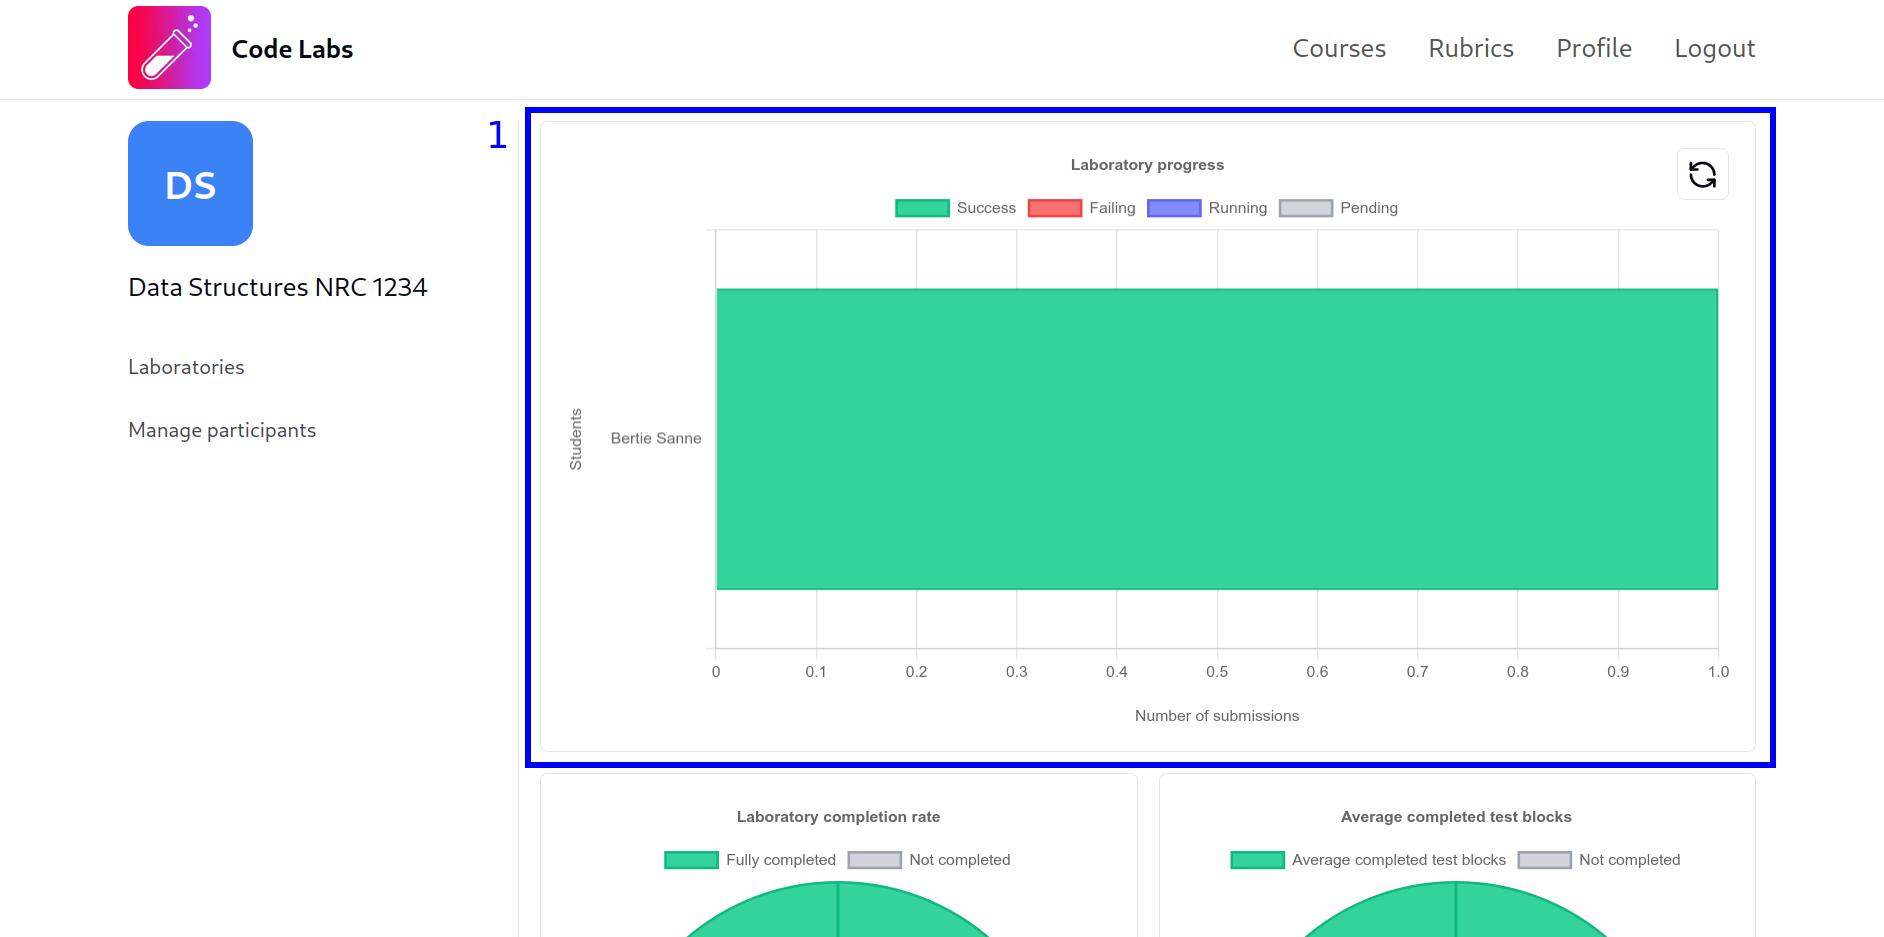 Code Labs
Courses Rubrics Profile Logout
DS
Data Structures NRC 1234
Laboratories
Manage participants
1
Laboratory progress
Success Failing Running Pending
Students
Bertie Sanne
0 0.1 0.2 0.3 0.4 0.5 0.6 0.7 0.8 0.9 1.0
Number of submissions
Laboratory completion rate
Fully completed Not completed
Average completed test blocks
Average completed test blocks Not completed